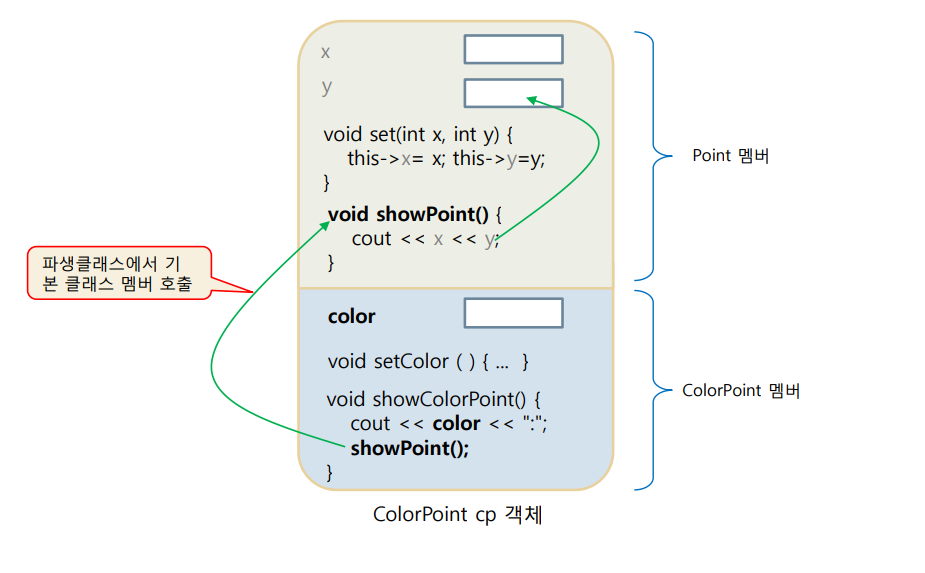 x
y
void set(int x, int y) {
this->x= x; this->y=y;
}
Point 멤버
void showPoint() {
cout << x << y;
}
파생클래스에서 기
본 클래스 멤버 호출
color
void setColor ( ) { ... }
void showColorPoint() {
cout << color << ":";
showPoint();
}
ColorPoint 멤버
ColorPoint cp 객체